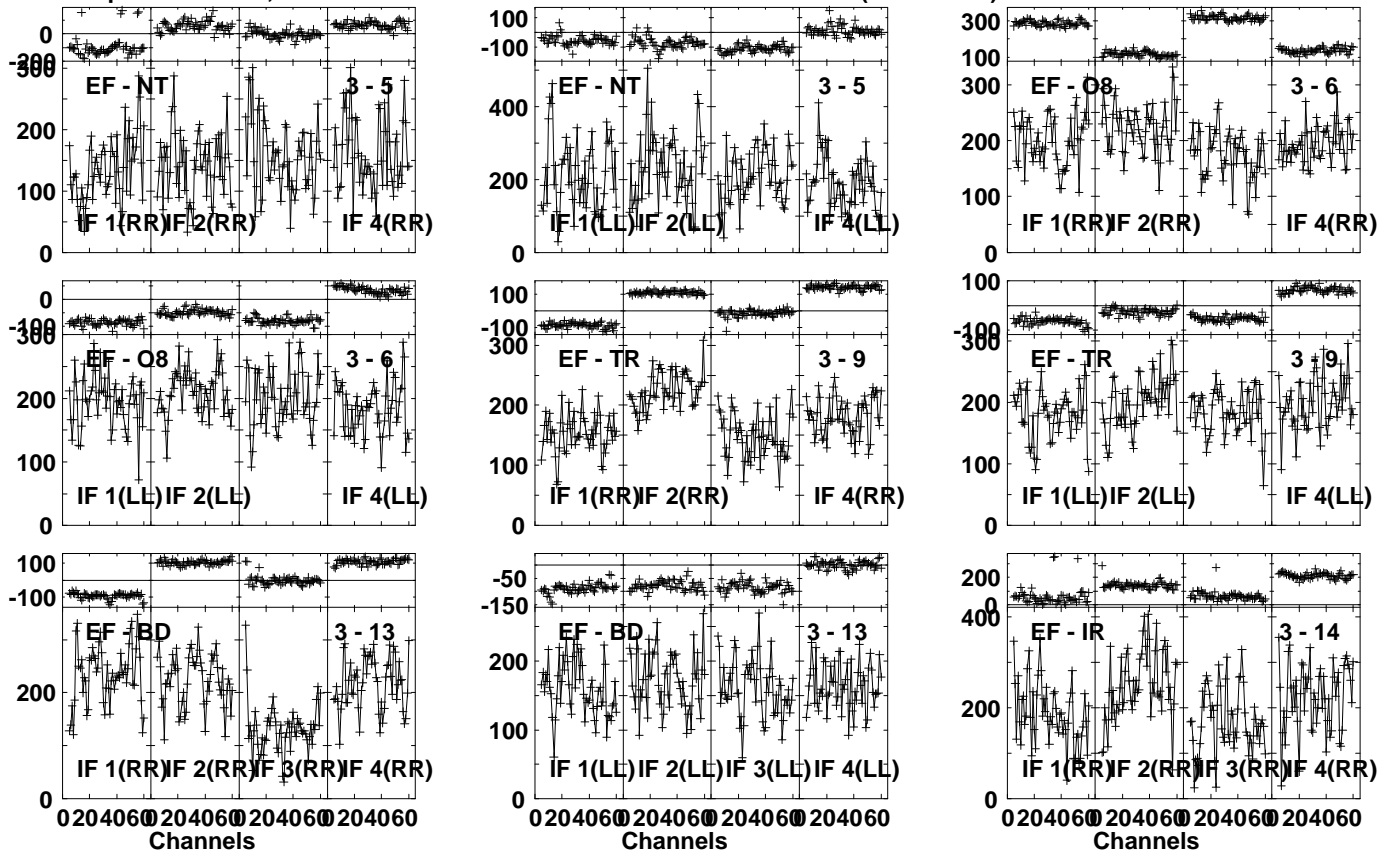 0
-200
100
-100
300
100
300
200
100
0
EF - NT
3 - 5
IF 1(RR)
IF 2(RR)
IF 4(RR)
400
200
0
EF - NT
3 - 5
IF 1(LL)
IF 2(LL)
IF 4(LL)
300
200
100
0
EF - O8
3 - 6
IF 1(RR)
IF 2(RR)
IF 4(RR)
0
-100
100
-100
100
-100
300
200
100
0
EF - O8
3 - 6
IF 1(LL)
IF 2(LL)
IF 4(LL)
300
200
100
0
EF - TR
3 - 9
IF 1(RR)
IF 2(RR)
IF 4(RR)
300
200
100
0
EF - TR
3 - 9
IF 1(LL)
IF 2(LL)
IF 4(LL)
100
-100
-50
-150
200
0
200
0
EF - BD
3 - 13
IF 1(RR)
IF 2(RR)
IF 3(RR)
IF 4(RR)
200
100
0
EF - BD
3 - 13
IF 1(LL)
IF 2(LL)
IF 3(LL)
IF 4(LL)
400
200
0
EF - IR
3 - 14
IF 1(RR)
IF 2(RR)
IF 3(RR)
IF 4(RR)
0 20 40 60 0 20 40 60 0 20 40 60 0 20 40 60
Channels
0 20 40 60 0 20 40 60 0 20 40 60 0 20 40 60
Channels
0 20 40 60 0 20 40 60 0 20 40 60 0 20 40 60
Channels